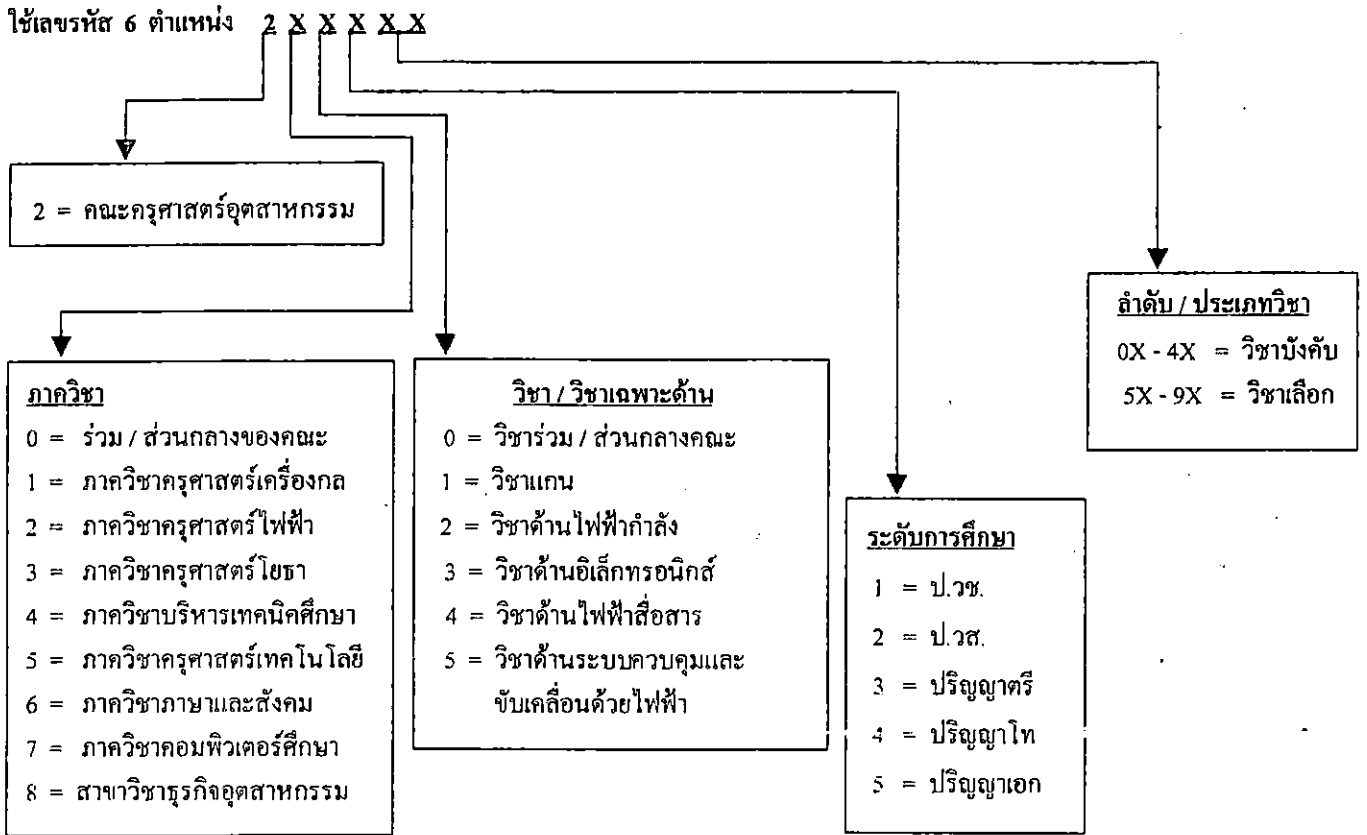 ใช้เลขรหัส 6 ตำแหน่ง 2 X X X X X
2 = คณะครุศาสตร์อุตสาหกรรม
ภาควิชา
0 = ร่วม / ส่วนกลางของคณะ
1 = ภาควิชาครุศาสตร์เครื่องกล
2 = ภาควิชาครุศาสตร์ไฟฟ้า
3 = ภาควิชาครุศาสตร์โยธา
4 = ภาควิชาบริหารเทคนิคศึกษา
5 = ภาควิชาครุศาสตร์เทคโนโลยี
6 = ภาควิชาภาษาและสังคม
7 = ภาควิชาคอมพิวเตอร์ศึกษา
8 = สาขาวิชาธุรกิจอุตสาหกรรม
วิชา / วิชาเฉพาะด้าน
0 = วิชาร่วม / ส่วนกลางคณะ
1 = วิชาแกน
2 = วิชาด้านไฟฟ้ากำลัง
3 = วิชาด้านอิเล็กทรอนิกส์
4 = วิชาด้านไฟฟ้าสื่อสาร
5 = วิชาด้านระบบควบคุมและ
ขับเคลื่อนด้วยไฟฟ้า
ระดับการศึกษา
1 = ป.วช.
2 = ป.วส.
3 = ปริญญาตรี
4 = ปริญญาโท
5 = ปริญญาเอก
ลำดับ / ประเภทวิชา
0X - 4X = วิชาบังคับ
5X - 9X = วิชาเลือก